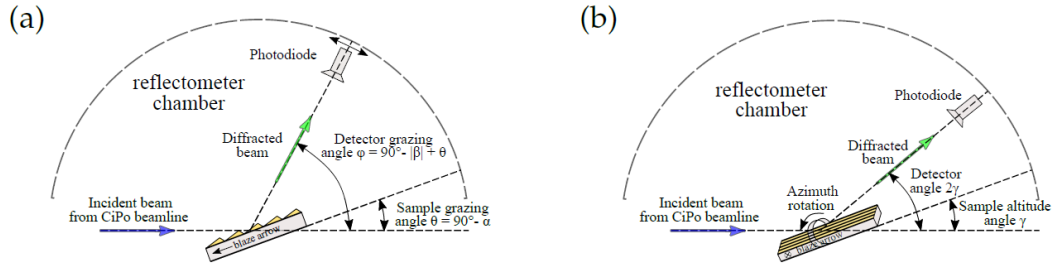 (a)
Photodiode
reflectometer
chamber
Diffracted
beam
Detector grazing
angle φ = 90°- |β| + θ
Incident beam
from CiPo beamline
Sample grazing
angle θ = 90°- α
blaze arrow
(b)
reflectometer
chamber
Photodiode
Diffracted
beam
Azimuth
rotation
Detector
angle 2γ
Incident beam
from CiPo beamline
Sample altitude
angle γ
blaze arrow